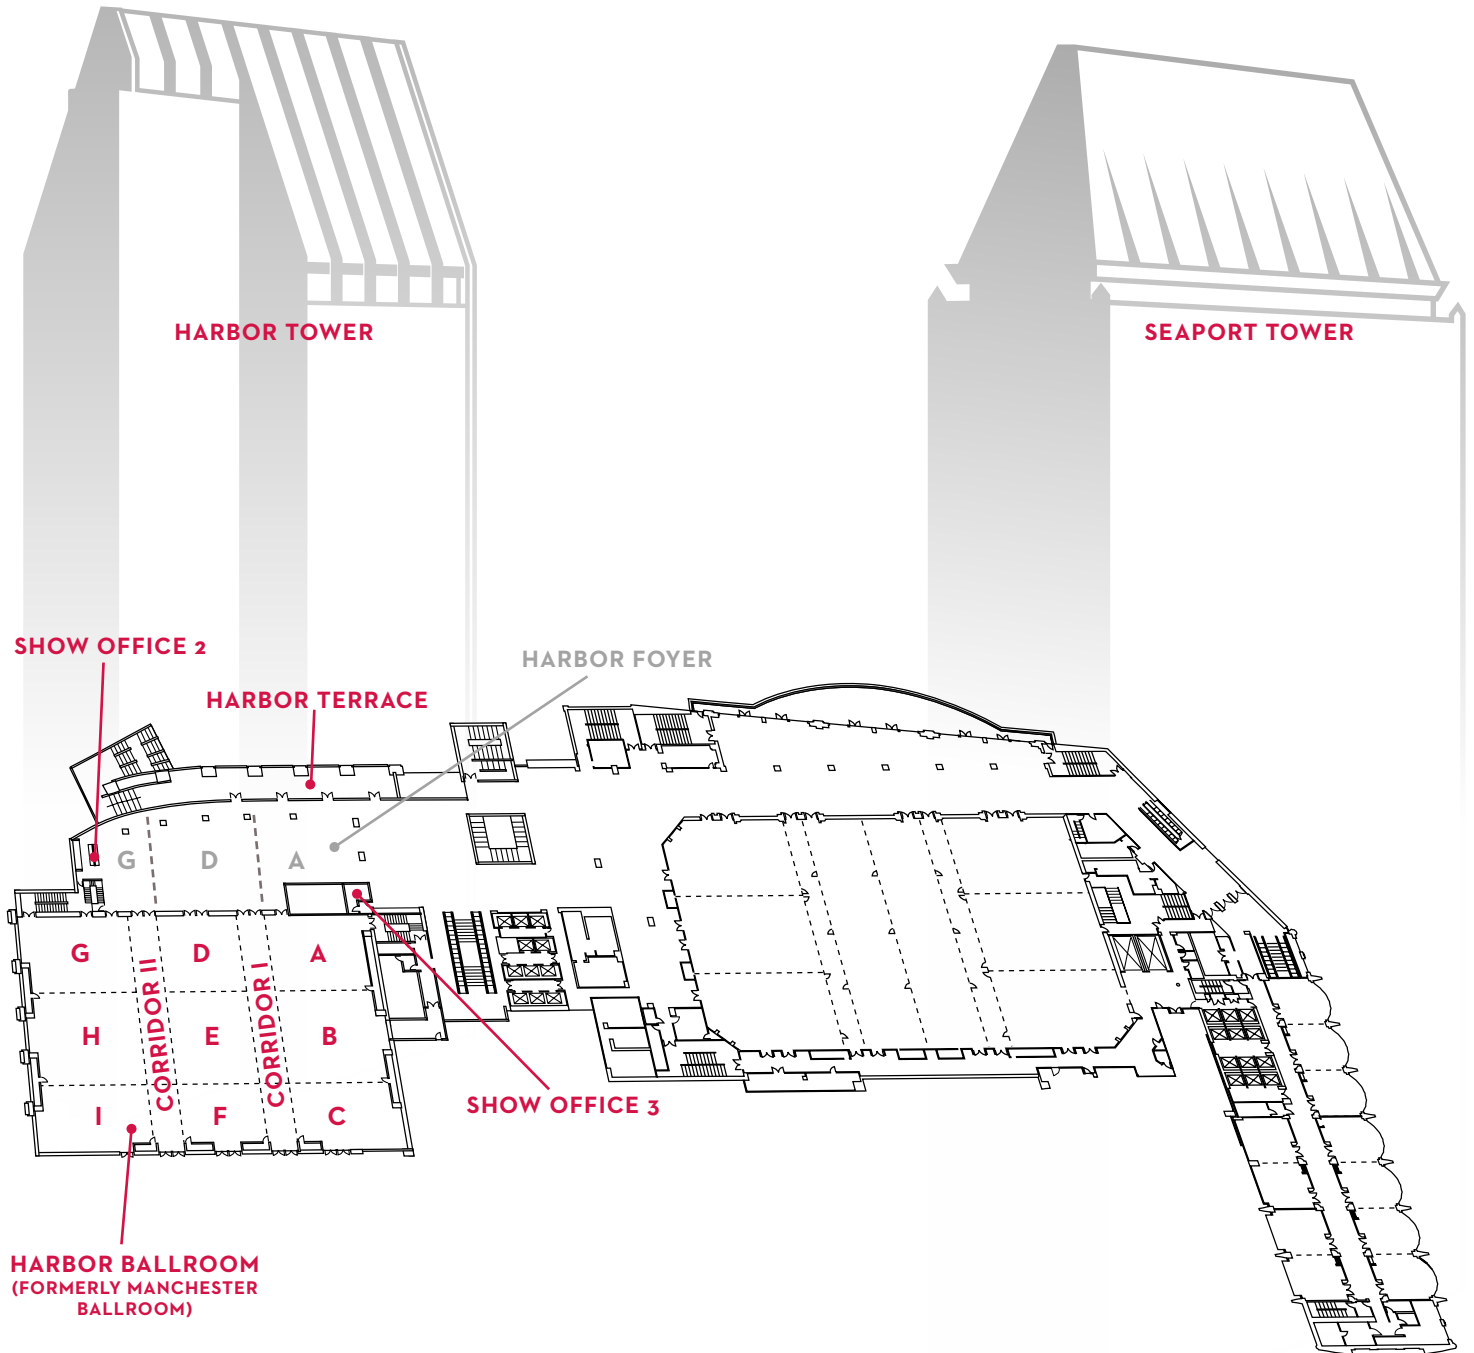 HARBOR TOWER
SEAPORT TOWER
SHOW OFFICE 2
HARBOR FOYER
HARBOR TERRACE
G
D
A
G
D
A
CORRIDOR II
CORRIDOR I
H
E
B
I
F
C
SHOW OFFICE 3
HARBOR BALLROOM
(FORMERLY MANCHESTER
BALLROOM)